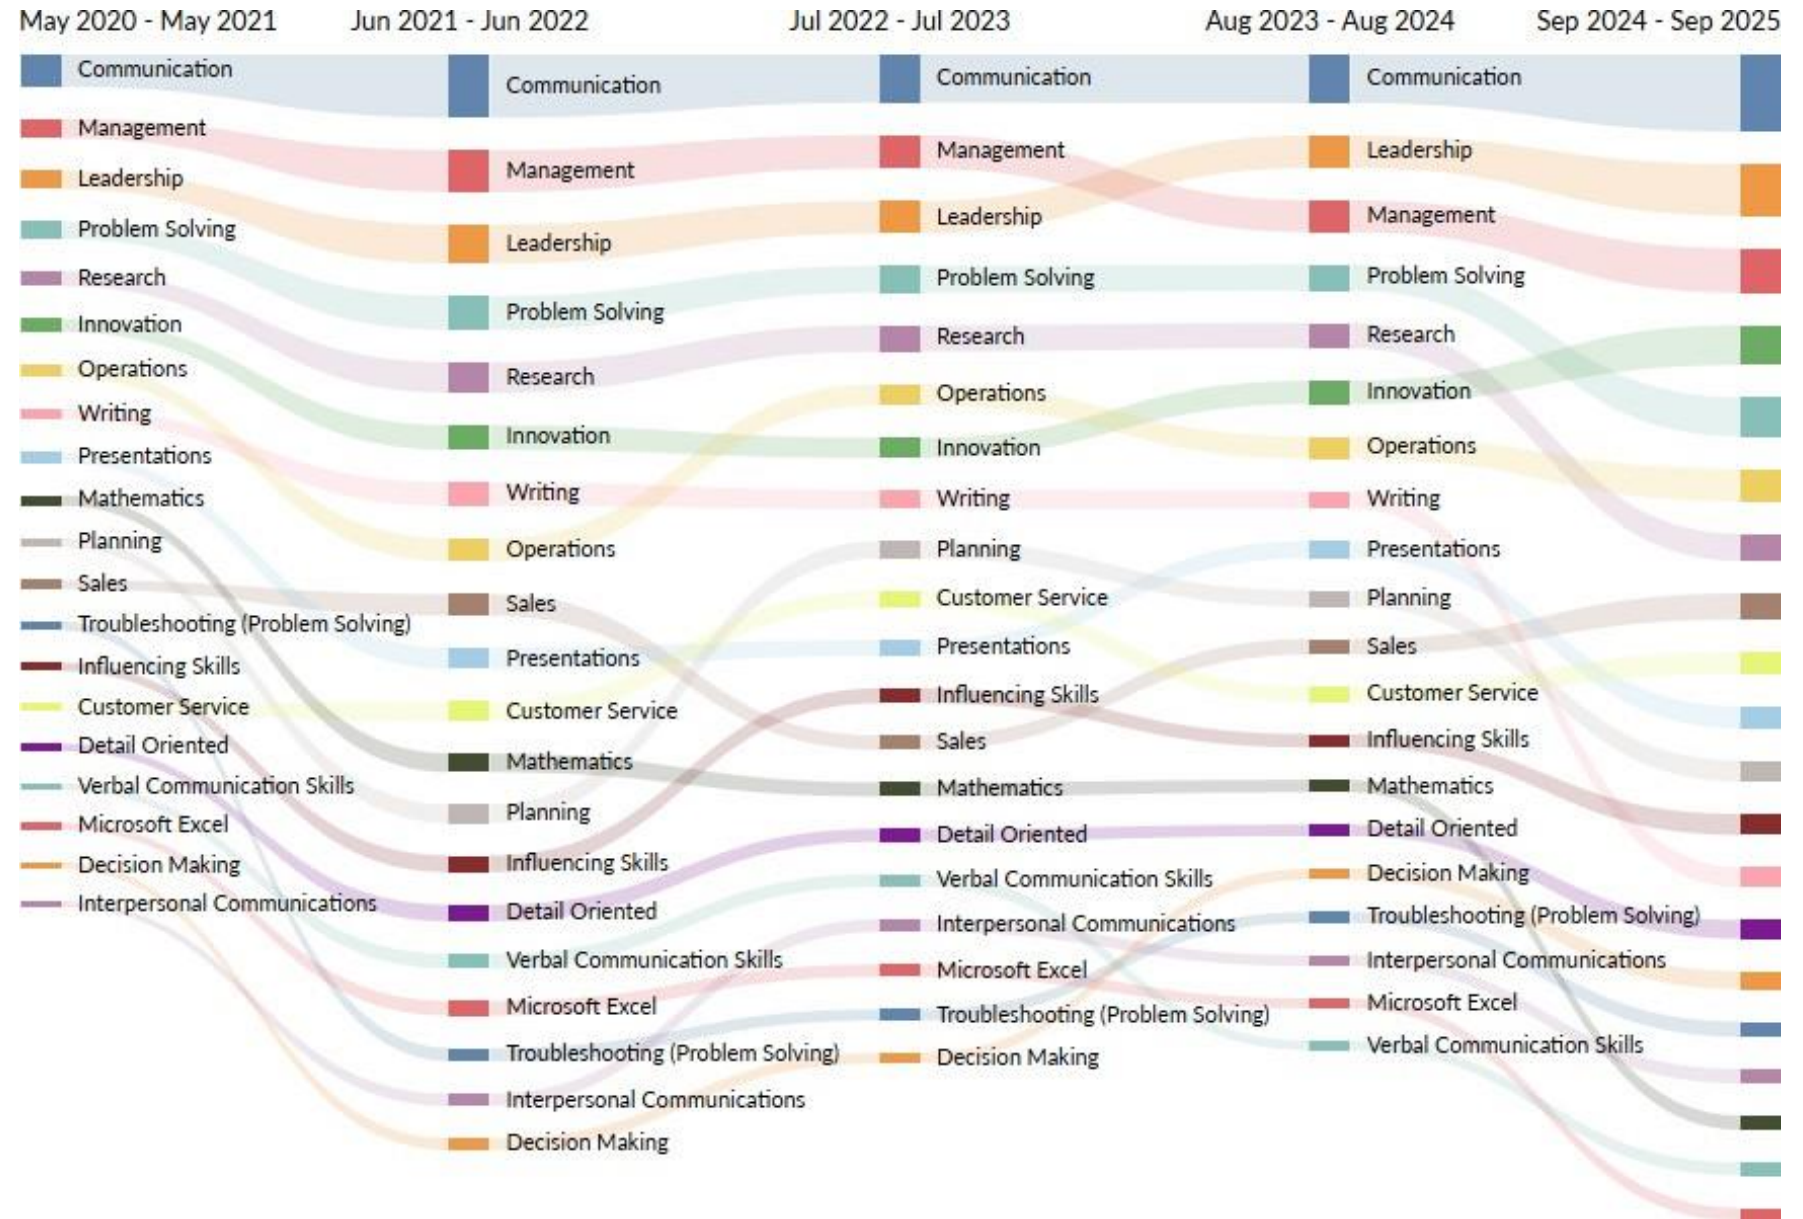 May 2020 - May 2021
Jun 2021 - Jun 2022
Jul 2022 - Jul 2023
Aug 2023 - Aug 2024
Sep 2024 - Sep 2025
Communication
Management
Leadership
Problem Solving
Research
Innovation
Operations
Writing
Presentations
Mathematics
Planning
Sales
Troubleshooting (Problem Solving)
Influencing Skills
Customer Service
Detail Oriented
Verbal Communication Skills
Microsoft Excel
Decision Making
Interpersonal Communications
Communication
Management
Leadership
Problem Solving
Research
Innovation
Writing
Operations
Sales
Presentations
Customer Service
Mathematics
Planning
Influencing Skills
Detail Oriented
Verbal Communication Skills
Microsoft Excel
Troubleshooting (Problem Solving)
Interpersonal Communications
Decision Making
Communication
Management
Leadership
Problem Solving
Research
Operations
Innovation
Writing
Planning
Customer Service
Presentations
Influencing Skills
Sales
Mathematics
Detail Oriented
Verbal Communication Skills
Interpersonal Communications
Microsoft Excel
Troubleshooting (Problem Solving)
Decision Making
Communication
Leadership
Management
Problem Solving
Research
Innovation
Operations
Writing
Presentations
Planning
Sales
Customer Service
Influencing Skills
Mathematics
Detail Oriented
Decision Making
Troubleshooting (Problem Solving)
Interpersonal Communications
Microsoft Excel
Verbal Communication Skills